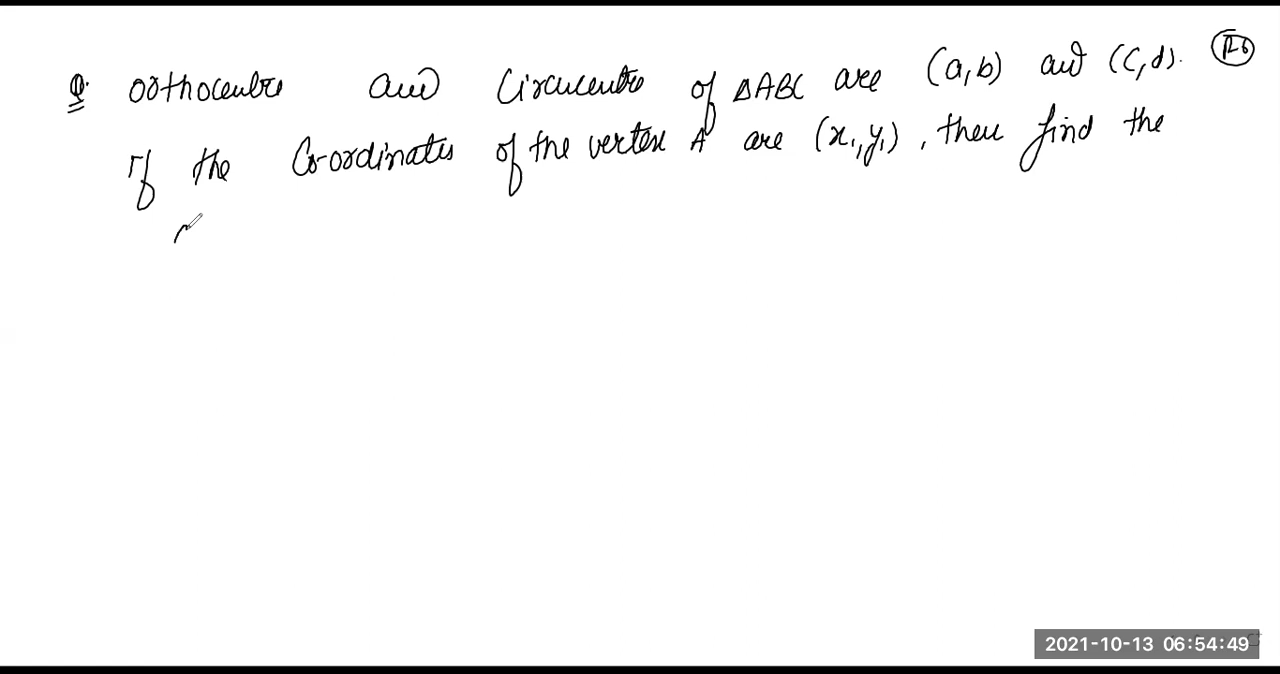 Q. Orthocentre and Circumcentre of ΔABC are (a,b) and (c,d). R6
If the Co-ordinates of the vertex A are (x₁,y₁), then find the
2021-10-13 06:54:49